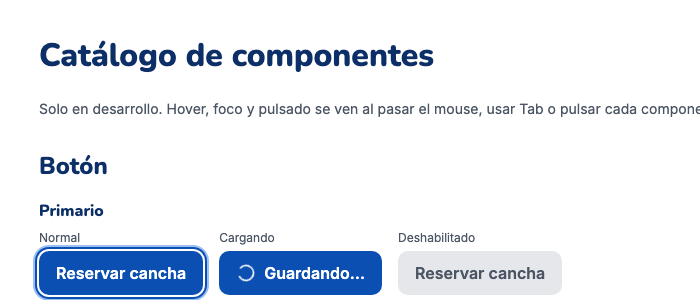 Catálogo de componentes
Solo en desarrollo. Hover, foco y pulsado se ven al pasar el mouse, usar Tab o pulsar cada
Botón
Primario
Normal Cargando Deshabilitado
Reservar cancha Guardando... Reservar cancha